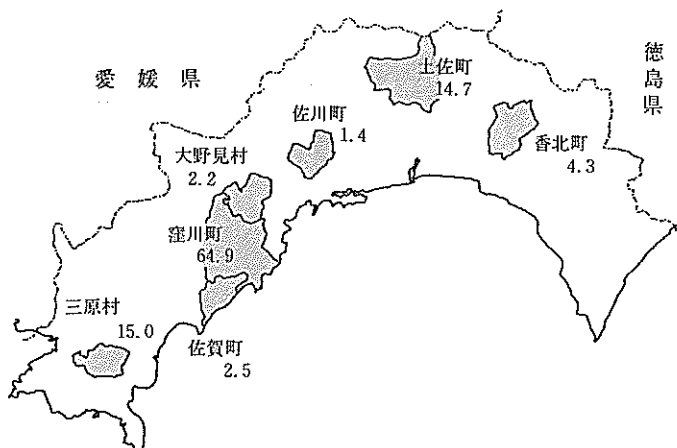 愛媛県
徳島県
土佐町
14.7
佐川町
1.4
香北町
4.3
大野見村
2.2
窪川町
64.9
三原村
15.0
佐賀町
2.5